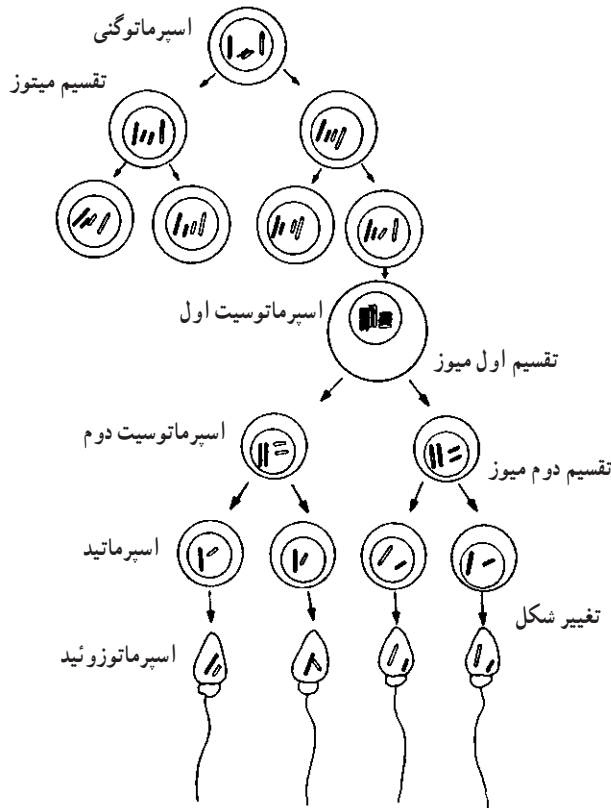 اسپرماتوگنی
تقسیم میتوز
اسپرماتوسیت اول
تقسیم اول میوز
اسپرماتوسیت دوم
تقسیم دوم میوز
اسپرماتید
تغییر شکل
اسپرماتوزوئید